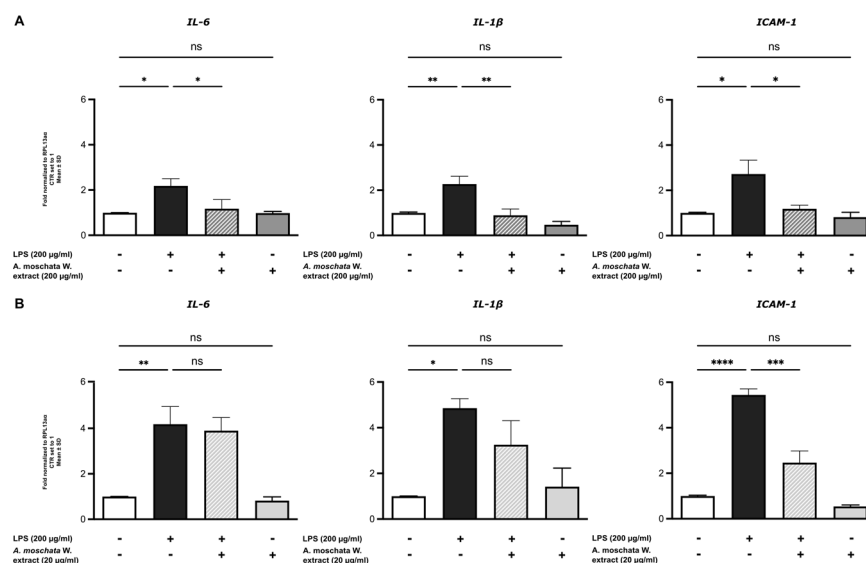 A
IL-6
IL-1β
ICAM-1
ns
ns
ns
* *
** **
* *
Fold normalized to RPL13aα
CTR set to 1
Mean ± SD
6
4
2
0
6
4
2
0
6
4
2
0
LPS (200 µg/ml) - + + -
A. moschata W.
extract (200 µg/ml) - - + +
LPS (200 µg/ml) - + + -
A. moschata W.
extract (200 µg/ml) - - + +
LPS (200 µg/ml) - + + -
A. moschata W.
extract (200 µg/ml) - - + +
B
IL-6
IL-1β
ICAM-1
ns
ns
ns
** ns
* ns
**** ***
Fold normalized to RPL13aα
CTR set to 1
Mean ± SD
6
4
2
0
6
4
2
0
6
4
2
0
LPS (200 µg/ml) - + + -
A. moschata W.
extract (20 µg/ml) - - + +
LPS (200 µg/ml) - + + -
A. moschata W.
extract (20 µg/ml) - - + +
LPS (200 µg/ml) - + + -
A. moschata W.
extract (20 µg/ml) - - + +